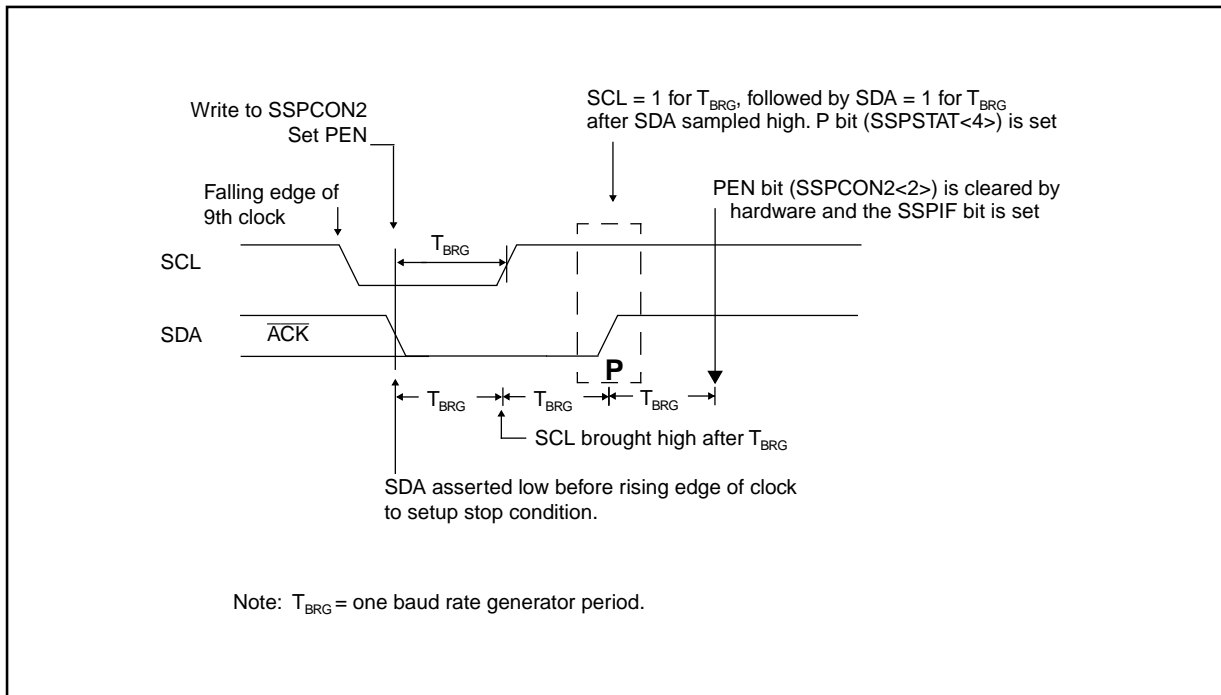 Write to SSPCON2
Set PEN
SCL = 1 for TBRG, followed by SDA = 1 for TBRG
after SDA sampled high. P bit (SSPSTAT<4>) is set
Falling edge of
9th clock
PEN bit (SSPCON2<2>) is cleared by
hardware and the SSPIF bit is set
TBRG
SCL
SDA
ACK
P
TBRG
TBRG
TBRG
SCL brought high after TBRG
SDA asserted low before rising edge of clock
to setup stop condition.
Note: TBRG = one baud rate generator period.